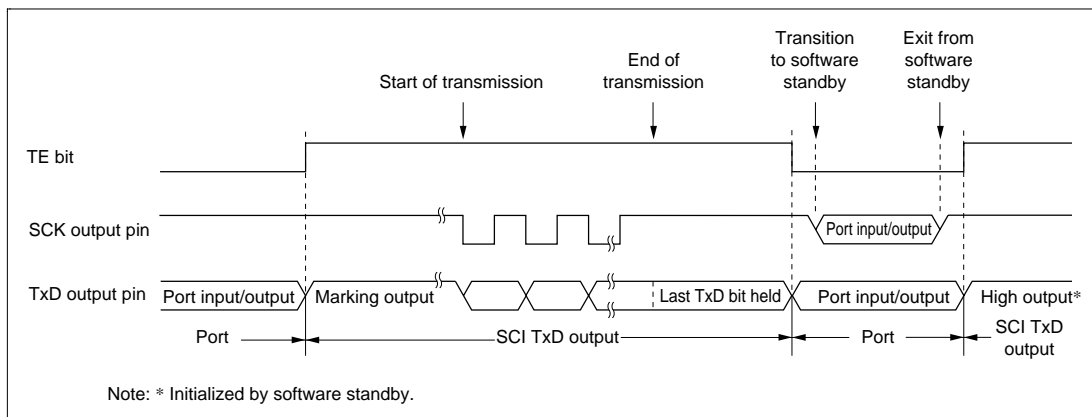 Transition
to software
standby
Exit from
software
standby
End of
transmission
Start of transmission
TE bit
SCK output pin
Port input/output
TxD output pin
Port input/output
Marking output
Last TxD bit held
Port input/output
High output*
Port
SCI TxD output
Port
SCI TxD
output
Note: * Initialized by software standby.